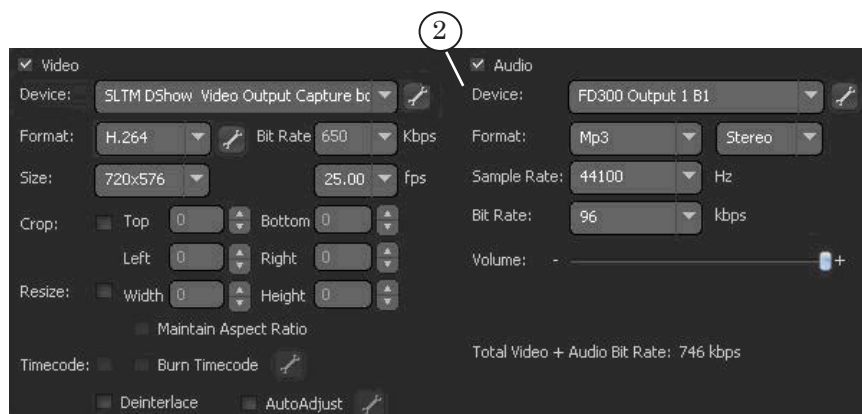 2
Video
Device: SLTM DShow Video Output Capture bc
Format: H.264 Bit Rate 650 Kbps
Size: 720x576 25.00 fps
Crop: Top 0 Bottom 0
Left 0 Right 0
Resize: Width 0 Height 0
Maintain Aspect Ratio
Timecode: Burn Timecode
Deinterlace AutoAdjust
Audio
Device: FD300 Output 1 B1
Format: Mp3 Stereo
Sample Rate: 44100 Hz
Bit Rate: 96 kbps
Volume: - +
Total Video + Audio Bit Rate: 746 kbps